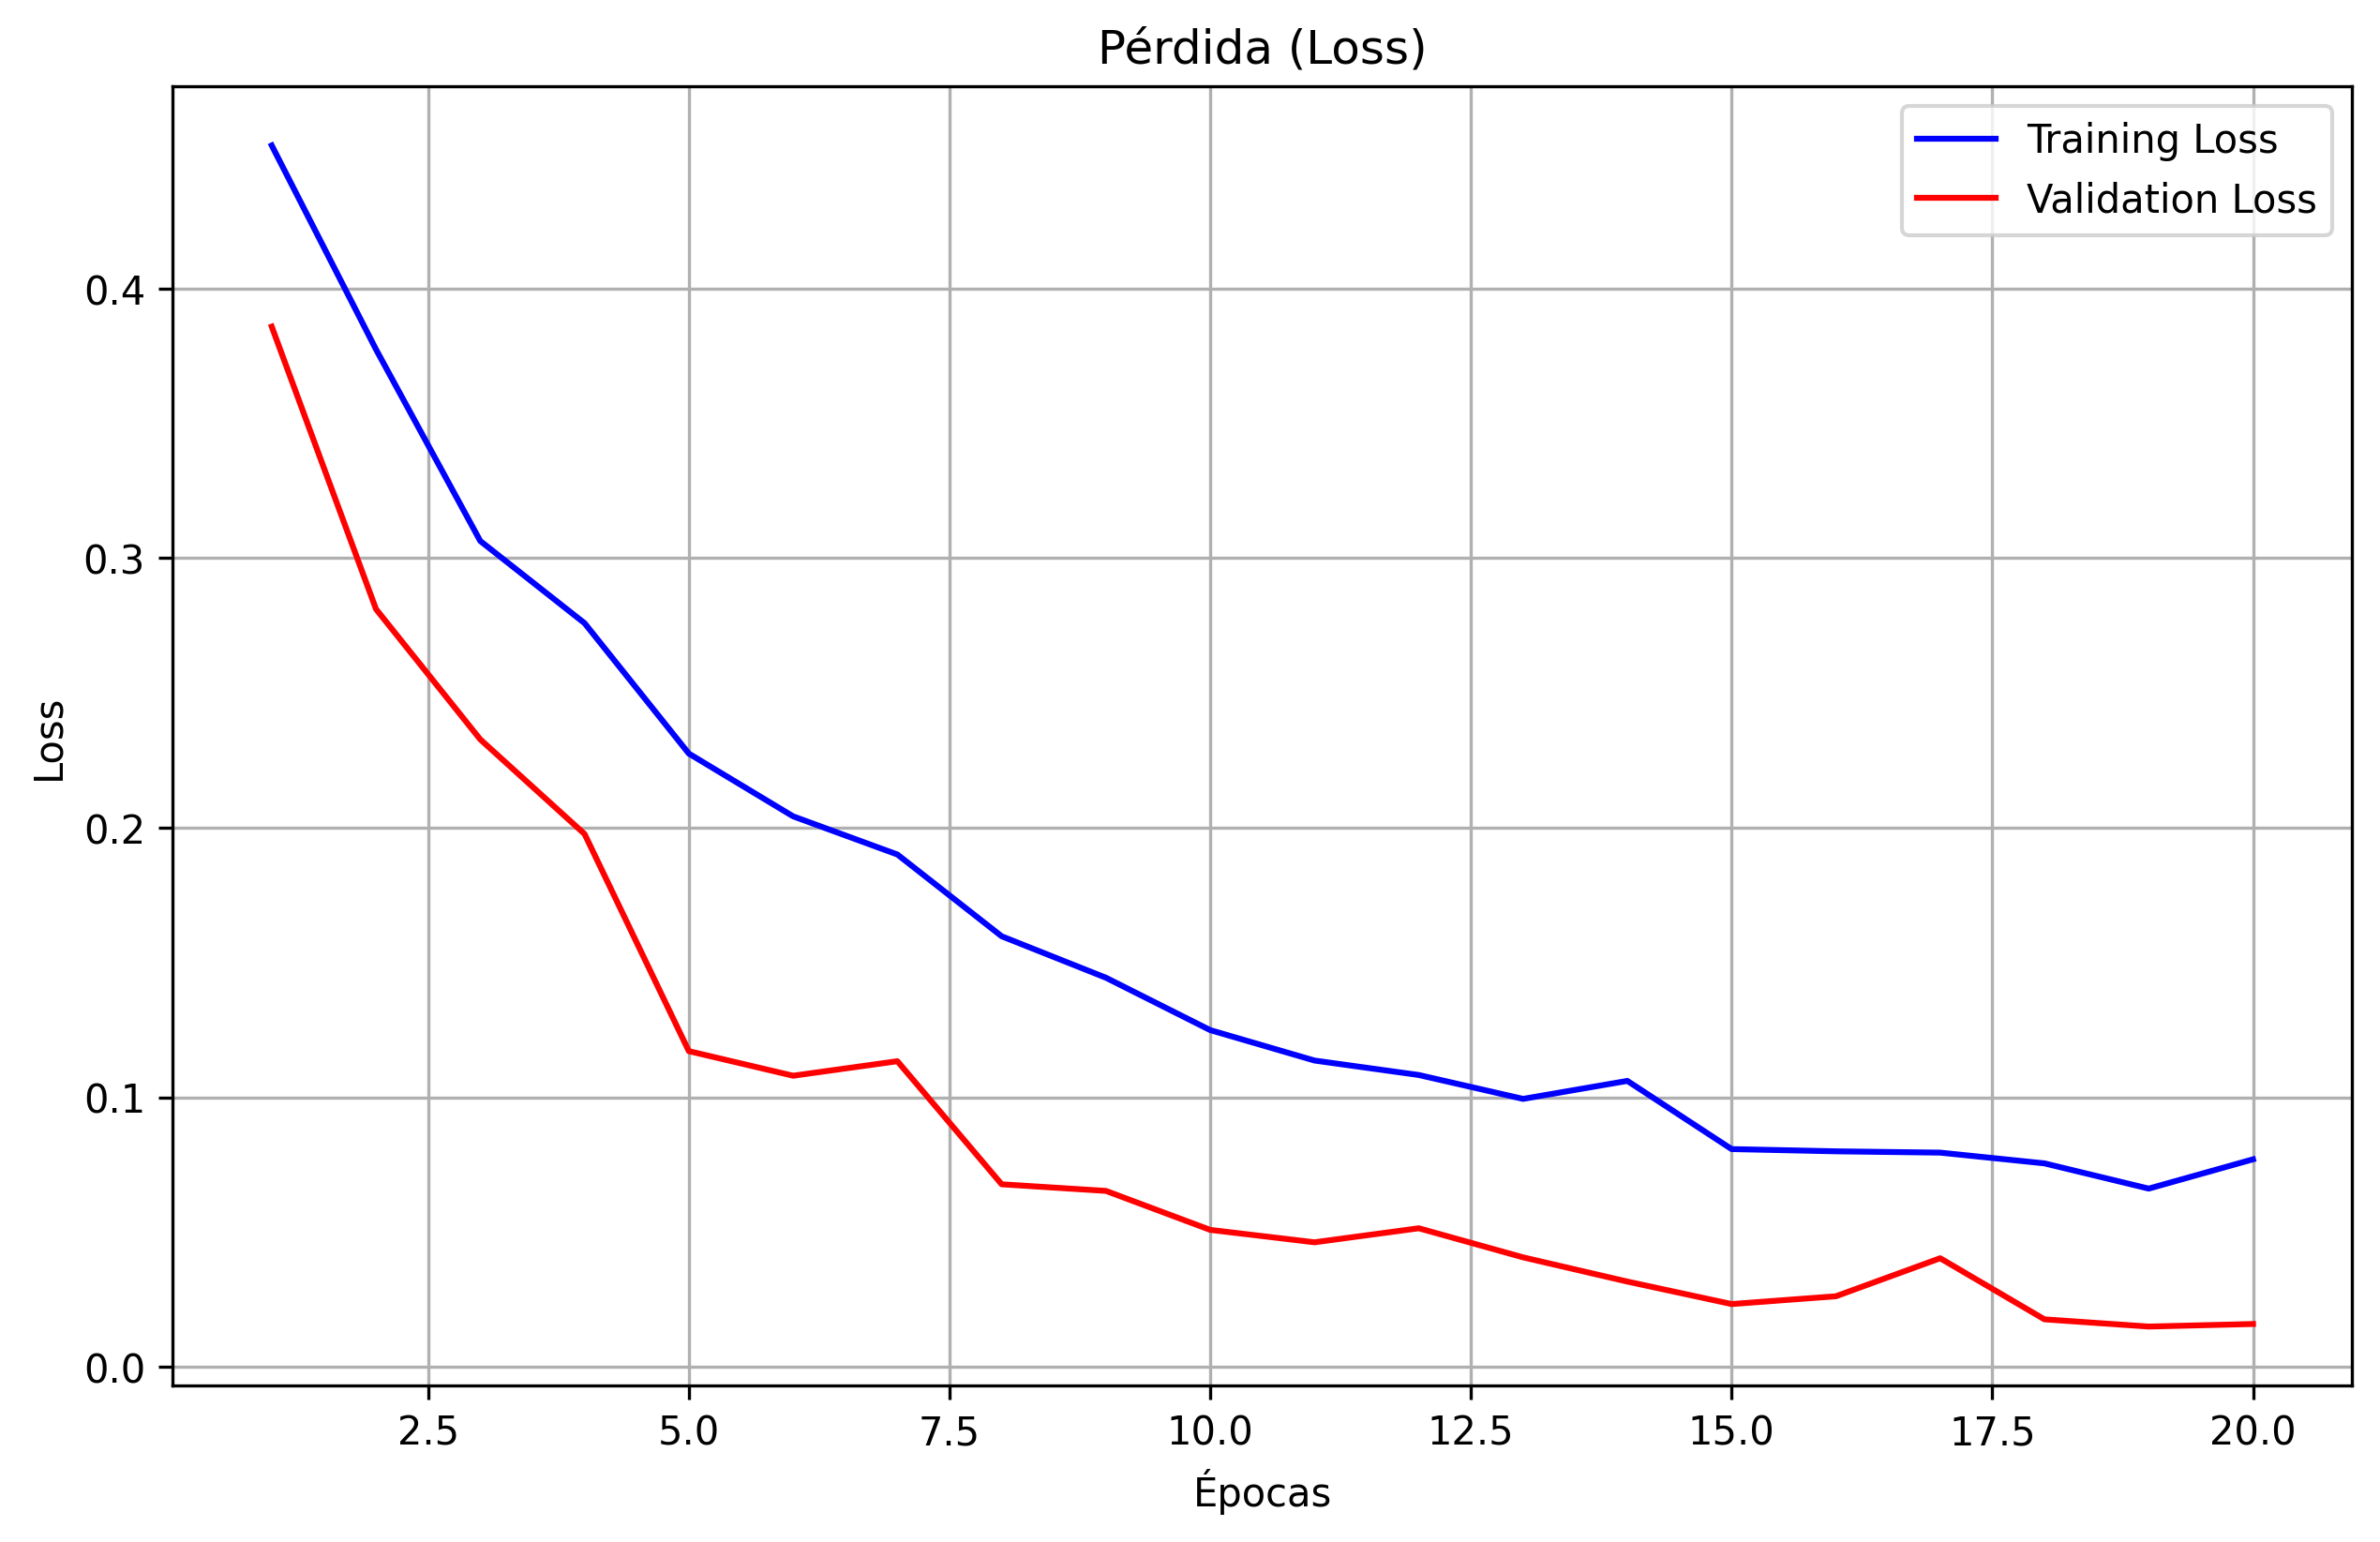 Pérdida (Loss)
Training Loss
Validation Loss
Loss
0.4
0.3
0.2
0.1
0.0
2.5 5.0 7.5 10.0 12.5 15.0 17.5 20.0
Épocas